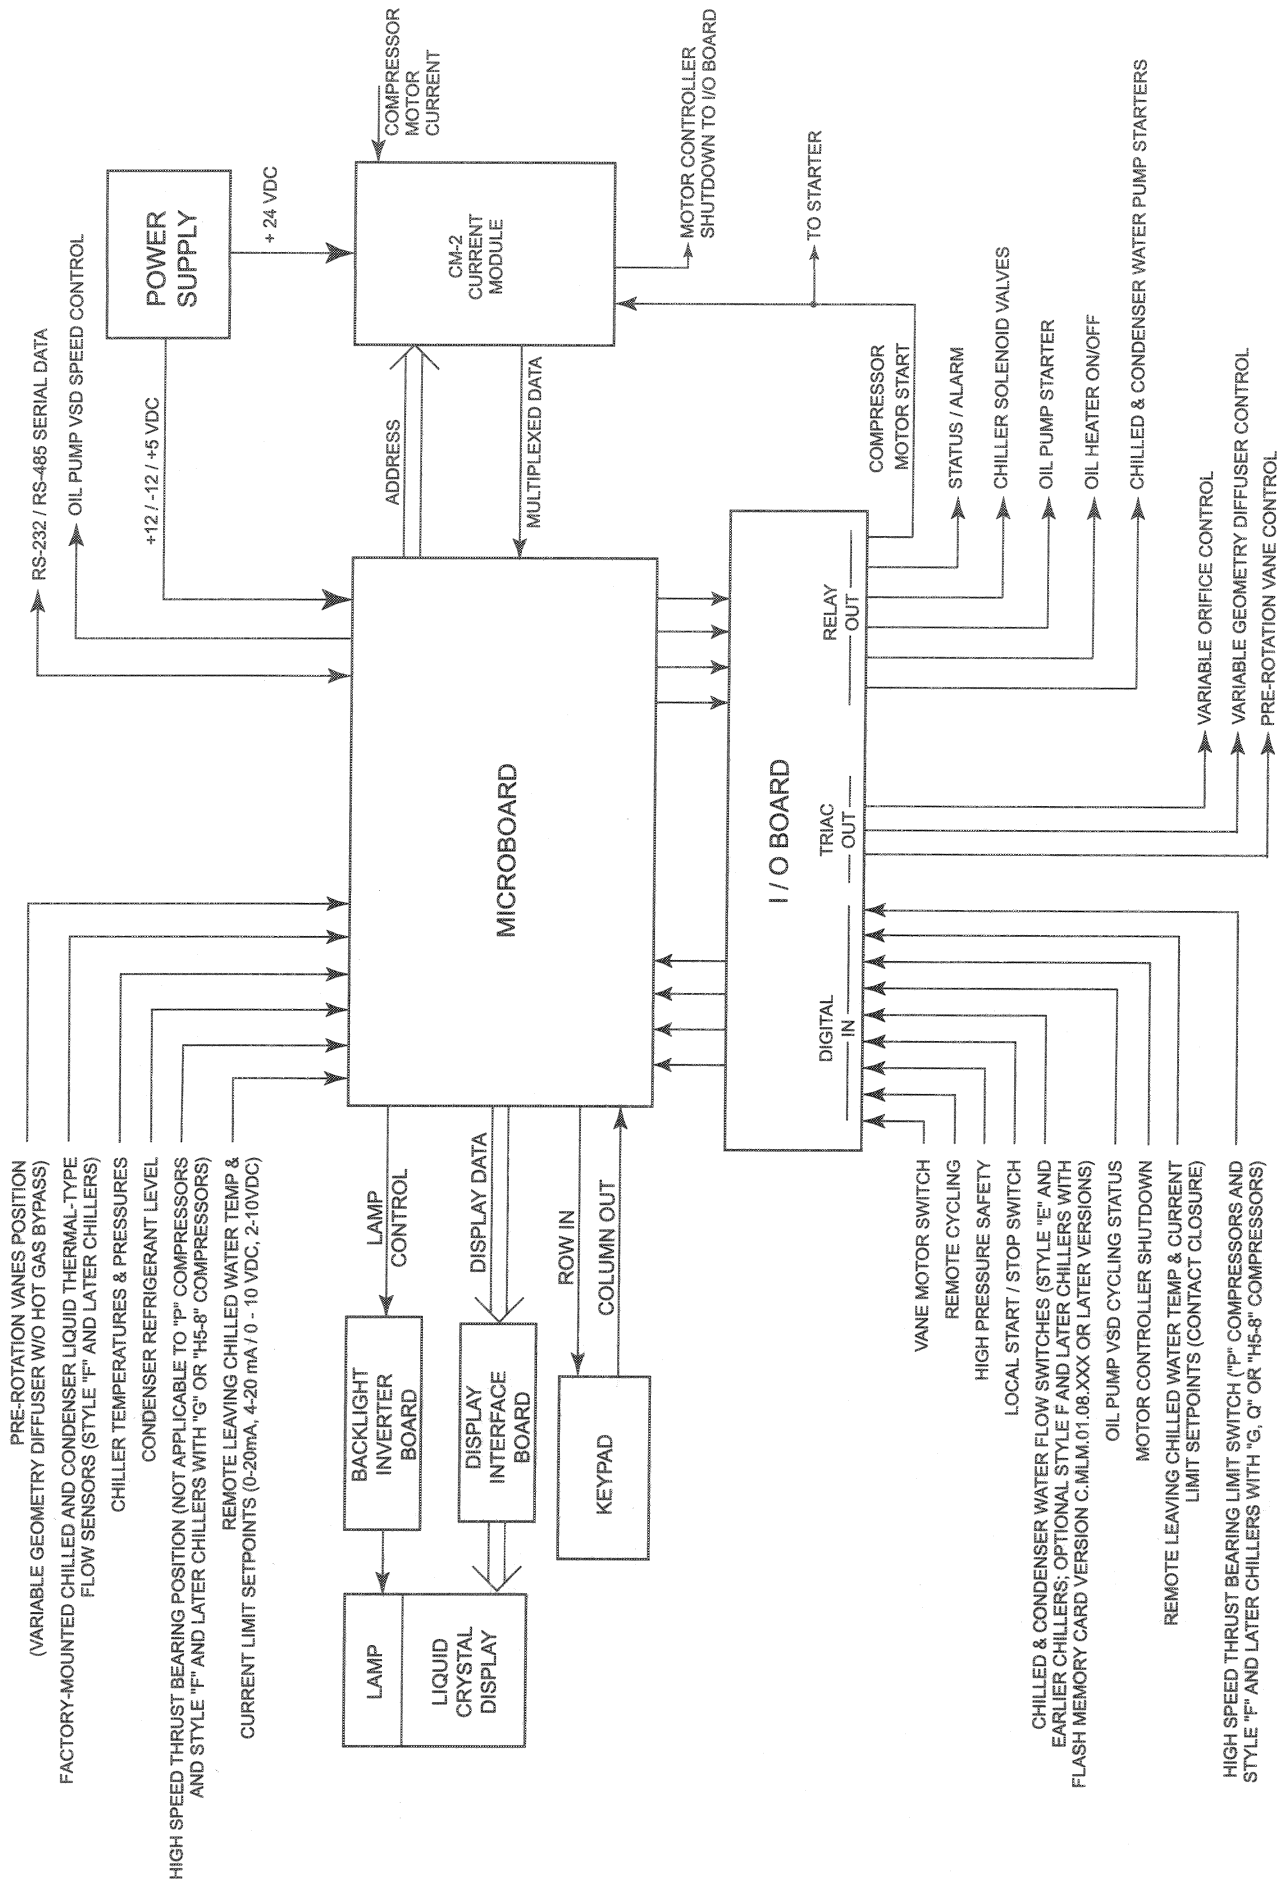 PRE-ROTATION VANES POSITION
(VARIABLE GEOMETRY DIFFUSER W/O HOT GAS BYPASS)
FACTORY-MOUNTED CHILLED AND CONDENSER LIQUID THERMAL-TYPE
FLOW SENSORS (STYLE "F" AND LATER CHILLERS)
CHILLER TEMPERATURES & PRESSURES
CONDENSER REFRIGERANT LEVEL
HIGH SPEED THRUST BEARING POSITION (NOT APPLICABLE TO "P" COMPRESSORS
AND STYLE "F" AND LATER CHILLERS WITH "G" OR "H5-8" COMPRESSORS)
REMOTE LEAVING CHILLED WATER TEMP &
CURRENT LIMIT SETPOINTS (0-20mA, 4-20 mA / 0 - 10 VDC, 2-10VDC)
RS-232 / RS-485 SERIAL DATA
OIL PUMP VSD SPEED CONTROL
+12 / -12 / +5 VDC
POWER
SUPPLY
+ 24 VDC
LAMP
LIQUID
CRYSTAL
DISPLAY
BACKLIGHT
INVERTER
BOARD
DISPLAY
INTERFACE
BOARD
KEYPAD
LAMP
CONTROL
DISPLAY DATA
ROW IN
COLUMN OUT
MICROBOARD
ADDRESS
MULTIPLEXED DATA
CM-2
CURRENT
MODULE
COMPRESSOR
MOTOR
CURRENT
MOTOR CONTROLLER
SHUTDOWN TO I/O BOARD
TO STARTER
I / O BOARD
DIGITAL
IN
TRIAC
OUT
RELAY
OUT
COMPRESSOR
MOTOR START
STATUS / ALARM
CHILLER SOLENOID VALVES
OIL PUMP STARTER
OIL HEATER ON/OFF
CHILLED & CONDENSER WATER PUMP STARTERS
VARIABLE ORIFICE CONTROL
VARIABLE GEOMETRY DIFFUSER CONTROL
PRE-ROTATION VANE CONTROL
VANE MOTOR SWITCH
REMOTE CYCLING
HIGH PRESSURE SAFETY
LOCAL START / STOP SWITCH
CHILLED & CONDENSER WATER FLOW SWITCHES (STYLE "E" AND
EARLIER CHILLERS; OPTIONAL STYLE F AND LATER CHILLERS WITH
FLASH MEMORY CARD VERSION C.MLM.01.08.XXX OR LATER VERSIONS)
OIL PUMP VSD CYCLING STATUS
MOTOR CONTROLLER SHUTDOWN
REMOTE LEAVING CHILLED WATER TEMP & CURRENT
LIMIT SETPOINTS (CONTACT CLOSURE)
HIGH SPEED THRUST BEARING LIMIT SWITCH ("P" COMPRESSORS AND
STYLE "F" AND LATER CHILLERS WITH "G, Q" OR "H5-8" COMPRESSORS)